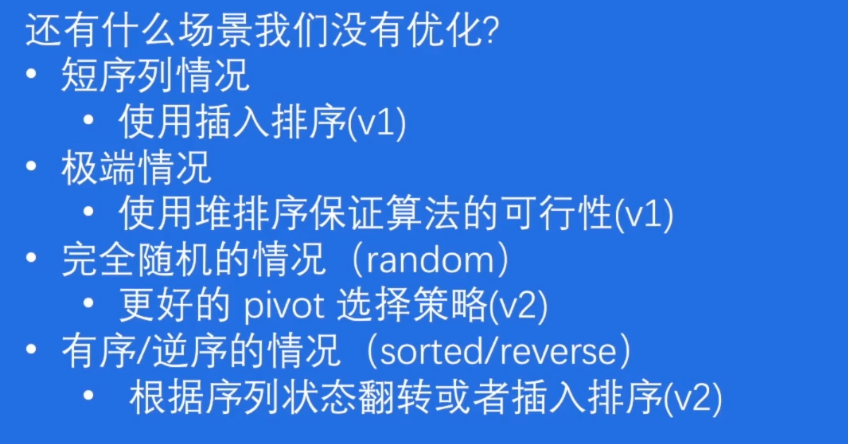 还有什么场景我们没有优化?
• 短序列情况
• 使用插入排序(v1)
• 极端情况
• 使用堆排序保证算法的可行性(v1)
• 完全随机的情况（random）
• 更好的 pivot 选择策略(v2)
• 有序/逆序的情况（sorted/reverse）
• 根据序列状态翻转或者插入排序(v2)